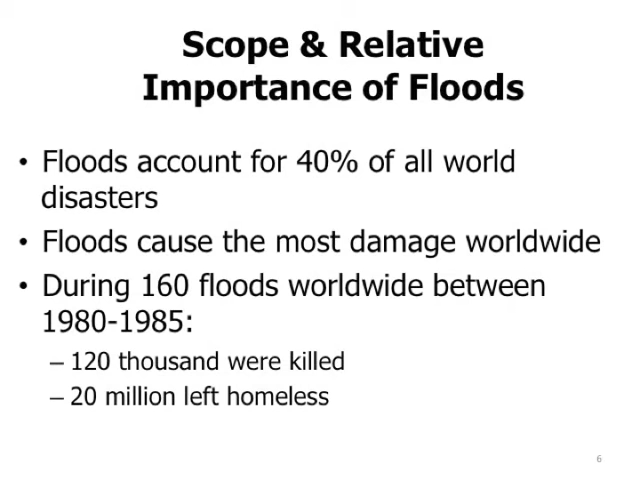 Scope & Relative
Importance of Floods
• Floods account for 40% of all world
disasters
• Floods cause the most damage worldwide
• During 160 floods worldwide between
1980-1985:
– 120 thousand were killed
– 20 million left homeless
6